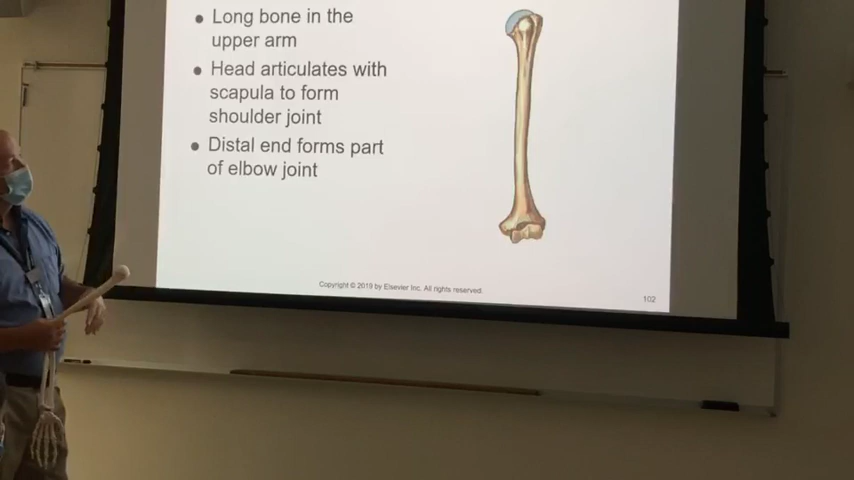 • Long bone in the
upper arm
• Head articulates with
scapula to form
shoulder joint
• Distal end forms part
of elbow joint
Copyright © 2019 by Elsevier Inc. All rights reserved.
102